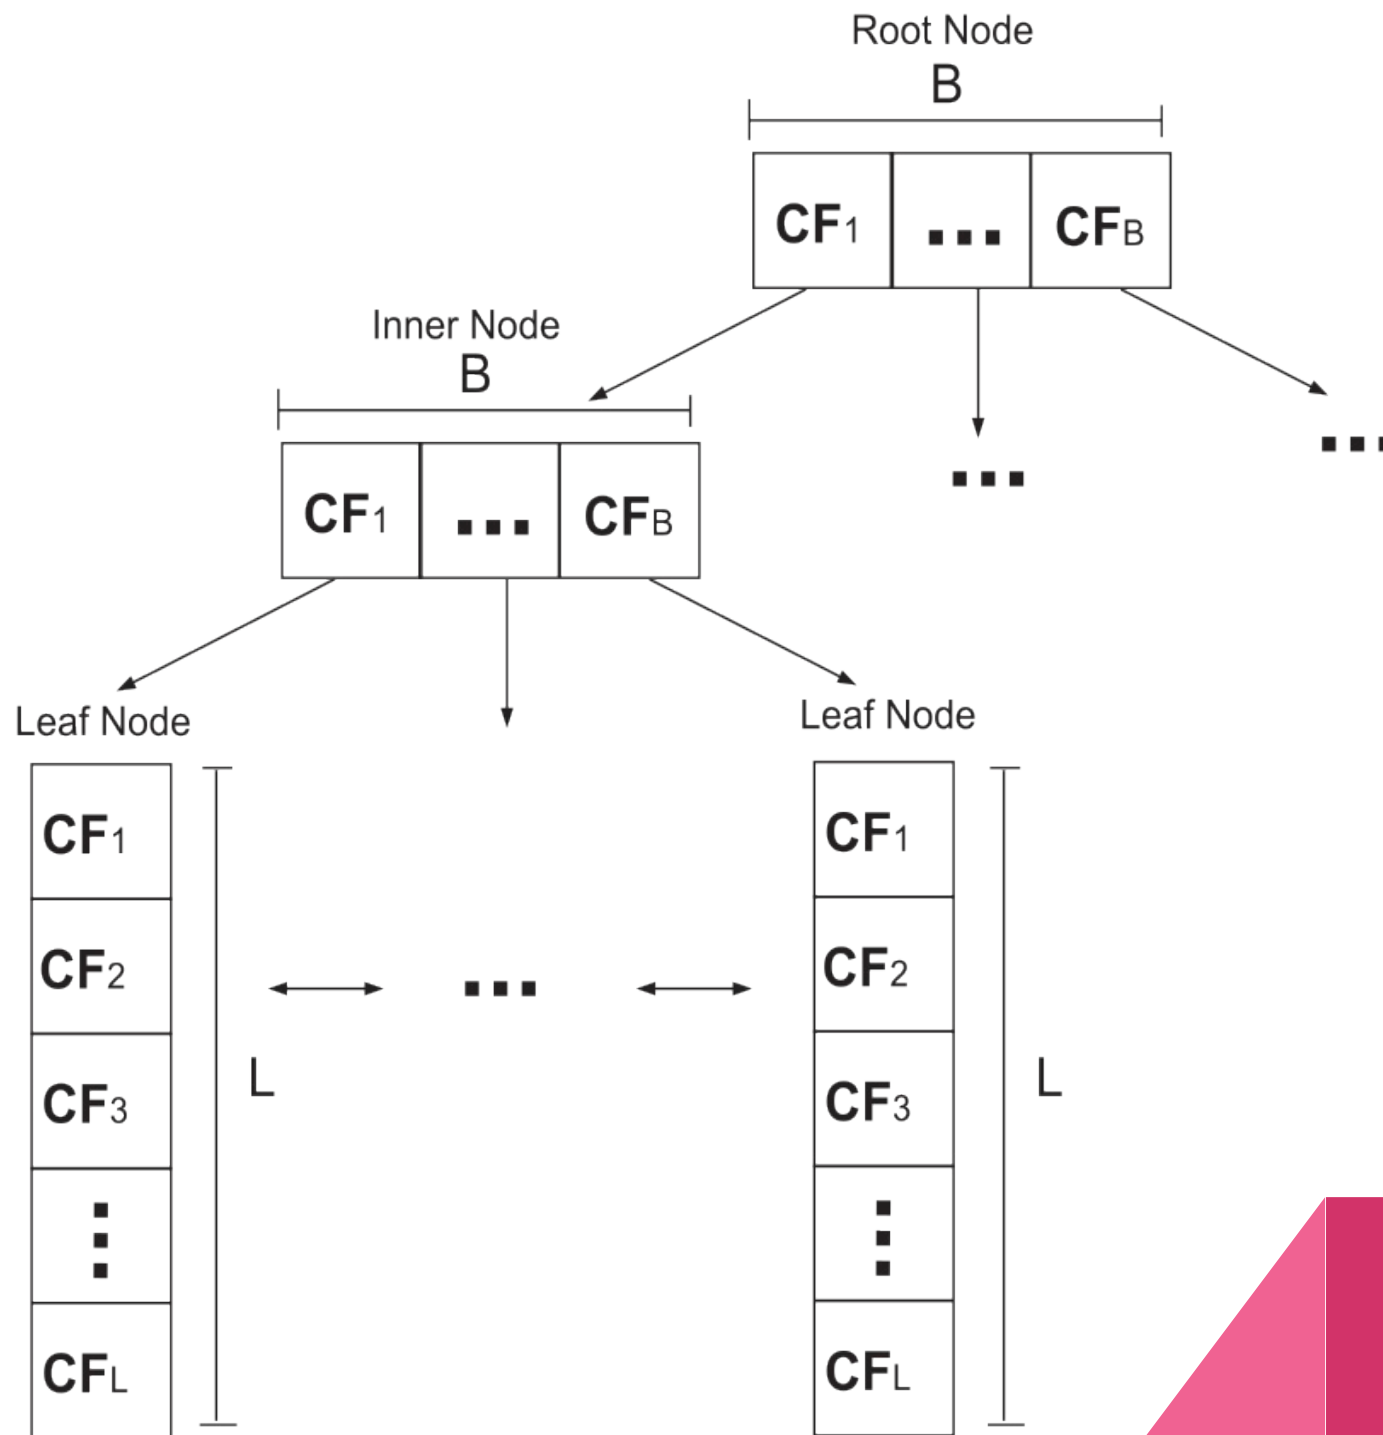 Root Node
B
CF1 ... CFB
Inner Node
B
CF1 ... CFB
... ...
Leaf Node
CF1
CF2
CF3
⋮
CFL
L
... 
Leaf Node
CF1
CF2
CF3
⋮
CFL
L